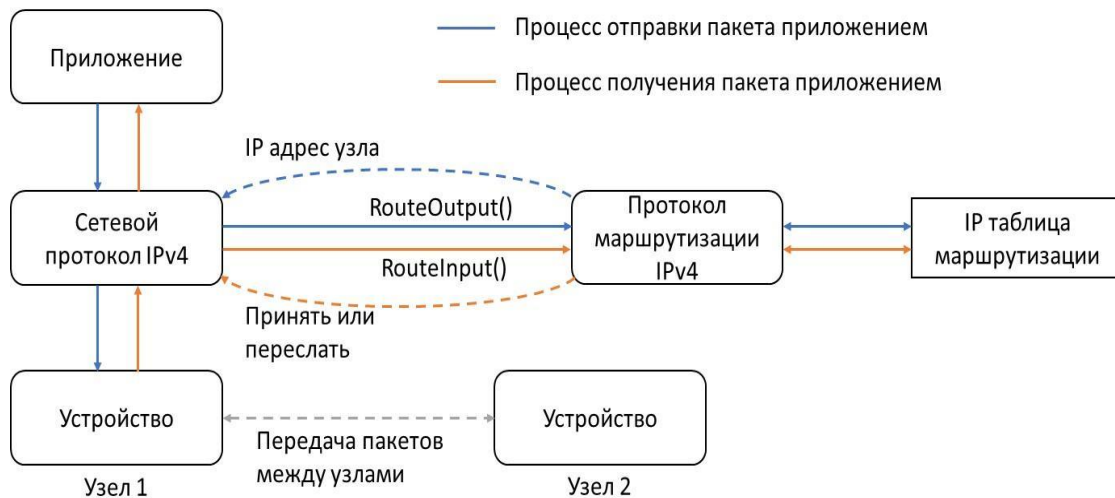 Процесс отправки пакета приложением
Приложение
Процесс получения пакета приложением
IP адрес узла
RouteOutput()
Сетевой
протокол IPv4
Протокол
маршрутизации
IPv4
IP таблица
маршрутизации
RouteInput()
Принять или
переслать
Устройство
Устройство
Передача пакетов
между узлами
Узел 1
Узел 2